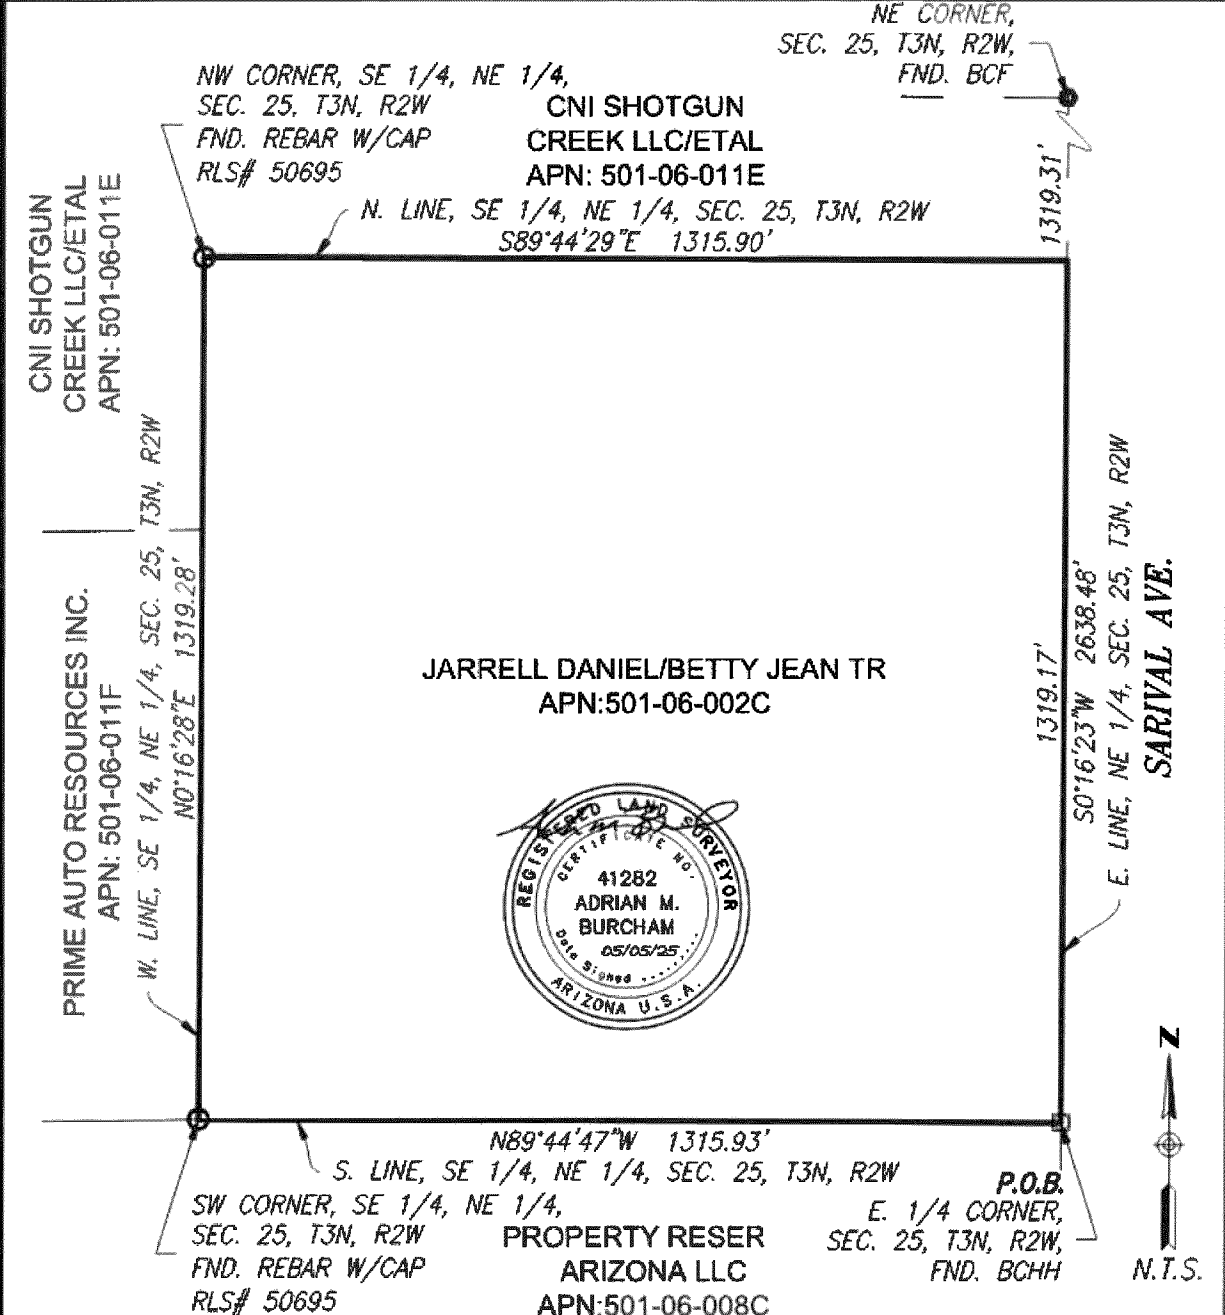 NE CORNER,
SEC. 25, T3N, R2W,
FND. BCF
NW CORNER, SE 1/4, NE 1/4,
SEC. 25, T3N, R2W
FND. REBAR W/CAP
RLS# 50695
CNI SHOTGUN
CREEK LLC/ETAL
APN: 501-06-011E
N. LINE, SE 1/4, NE 1/4, SEC. 25, T3N, R2W
S89°44'29"E 1315.90'
1319.31'
CNI SHOTGUN
CREEK LLC/ETAL
APN: 501-06-011E
PRIME AUTO RESOURCES INC.
APN: 501-06-011F
W. LINE, SE 1/4, NE 1/4, SEC. 25, T3N, R2W
N0°16'28"E 1319.28'
JARRELL DANIEL/BETTY JEAN TR
APN:501-06-002C
1319.17'
S0°16'23"W 2638.48'
E. LINE, NE 1/4, SEC. 25, T3N, R2W
SARIVAL AVE.
REGISTERED LAND SURVEYOR
CERTIFICATE NO.
41282
ADRIAN M.
BURCHAM
05/05/25
Date Signed
ARIZONA U.S.A.
N89°44'47"W 1315.93'
S. LINE, SE 1/4, NE 1/4, SEC. 25, T3N, R2W
SW CORNER, SE 1/4, NE 1/4,
SEC. 25, T3N, R2W
FND. REBAR W/CAP
RLS# 50695
PROPERTY RESER
ARIZONA LLC
APN:501-06-008C
P.O.B.
E. 1/4 CORNER,
SEC. 25, T3N, R2W,
FND. BCHH
N
N.T.S.